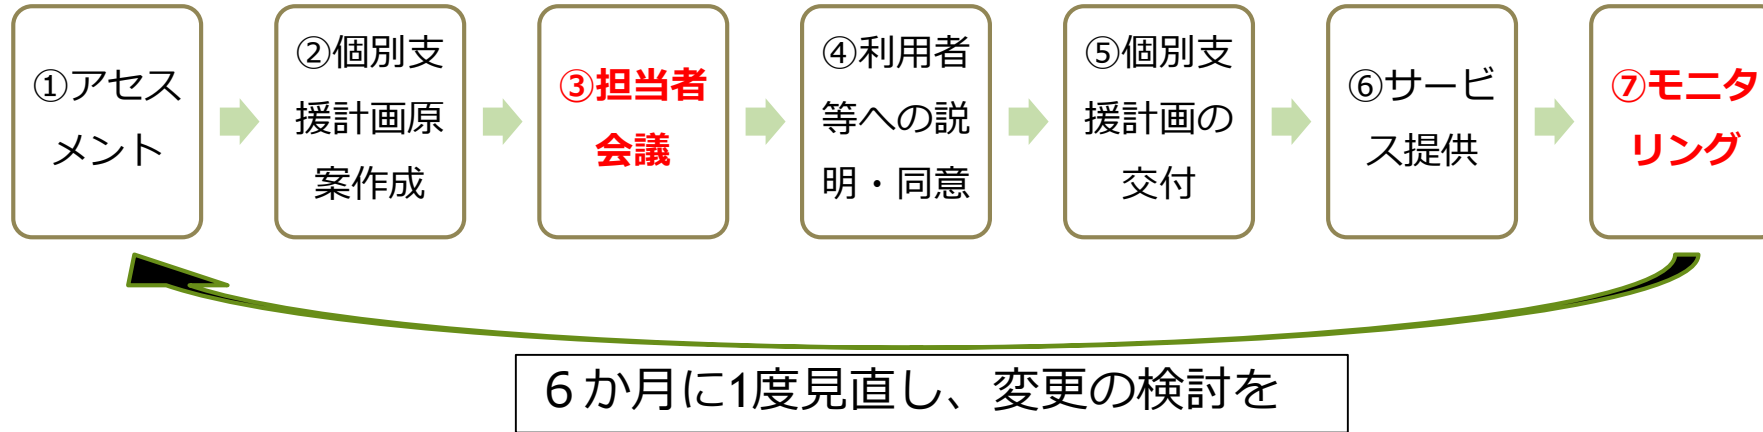 ①アセス
メント
②個別支
援計画原
案作成
③担当者
会議
④利用者
等への説
明・同意
⑤個別支
援計画の
交付
⑥サービ
ス提供
⑦モニタ
リング
６か月に1度見直し、変更の検討を